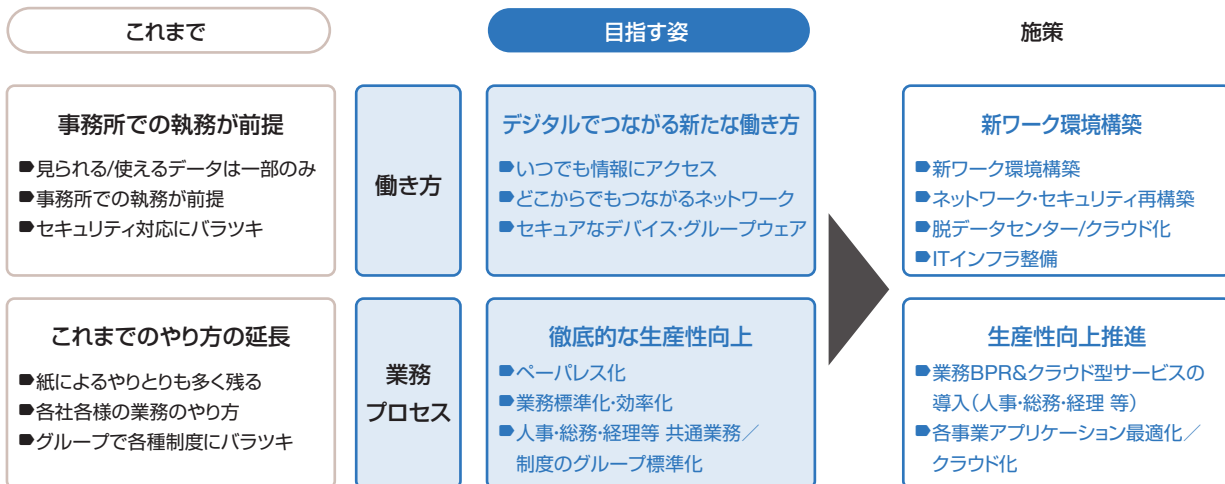 これまで
目指す姿
施策
事務所での執務が前提
見られる/使えるデータは一部のみ
事務所での執務が前提
セキュリティ対応にバラツキ
働き方
デジタルでつながる新たな働き方
いつでも情報にアクセス
どこからでもつながるネットワーク
セキュアなデバイス・グループウェア
新ワーク環境構築
新ワーク環境構築
ネットワーク・セキュリティ再構築
脱データセンター/クラウド化
ITインフラ整備
これまでのやり方の延長
紙によるやりとりも多く残る
各社各様の業務のやり方
グループで各種制度にバラツキ
業務
プロセス
徹底的な生産性向上
ペーパレス化
業務標準化・効率化
人事・総務・経理等 共通業務／
制度のグループ標準化
生産性向上推進
業務BPR&クラウド型サービスの
導入（人事・総務・経理 等）
各事業アプリケーション最適化／
クラウド化